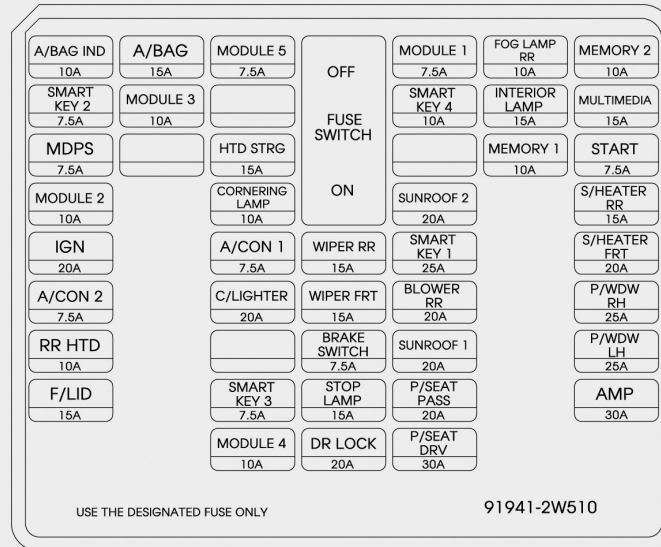 A/BAG IND
10A
A/BAG
15A
MODULE 5
7.5A
OFF
FUSE
SWITCH
ON
MODULE 1
7.5A
FOG LAMP
RR
10A
MEMORY 2
10A
SMART
KEY 2
7.5A
MODULE 3
10A
SMART
KEY 4
10A
INTERIOR
LAMP
15A
MULTIMEDIA
15A
MDPS
7.5A
HTD STRG
15A
MEMORY 1
10A
START
7.5A
MODULE 2
10A
CORNERING
LAMP
10A
SUNROOF 2
20A
S/HEATER
RR
15A
IGN
20A
A/CON 1
7.5A
WIPER RR
15A
SMART
KEY 1
25A
S/HEATER
FRT
20A
A/CON 2
7.5A
C/LIGHTER
20A
WIPER FRT
15A
BLOWER
RR
20A
P/WDW
RH
25A
RR HTD
10A
BRAKE
SWITCH
7.5A
SUNROOF 1
20A
P/WDW
LH
25A
F/LID
15A
SMART
KEY 3
7.5A
STOP
LAMP
15A
P/SEAT
PASS
20A
AMP
30A
MODULE 4
10A
DR LOCK
20A
P/SEAT
DRV
30A
USE THE DESIGNATED FUSE ONLY
91941-2W510